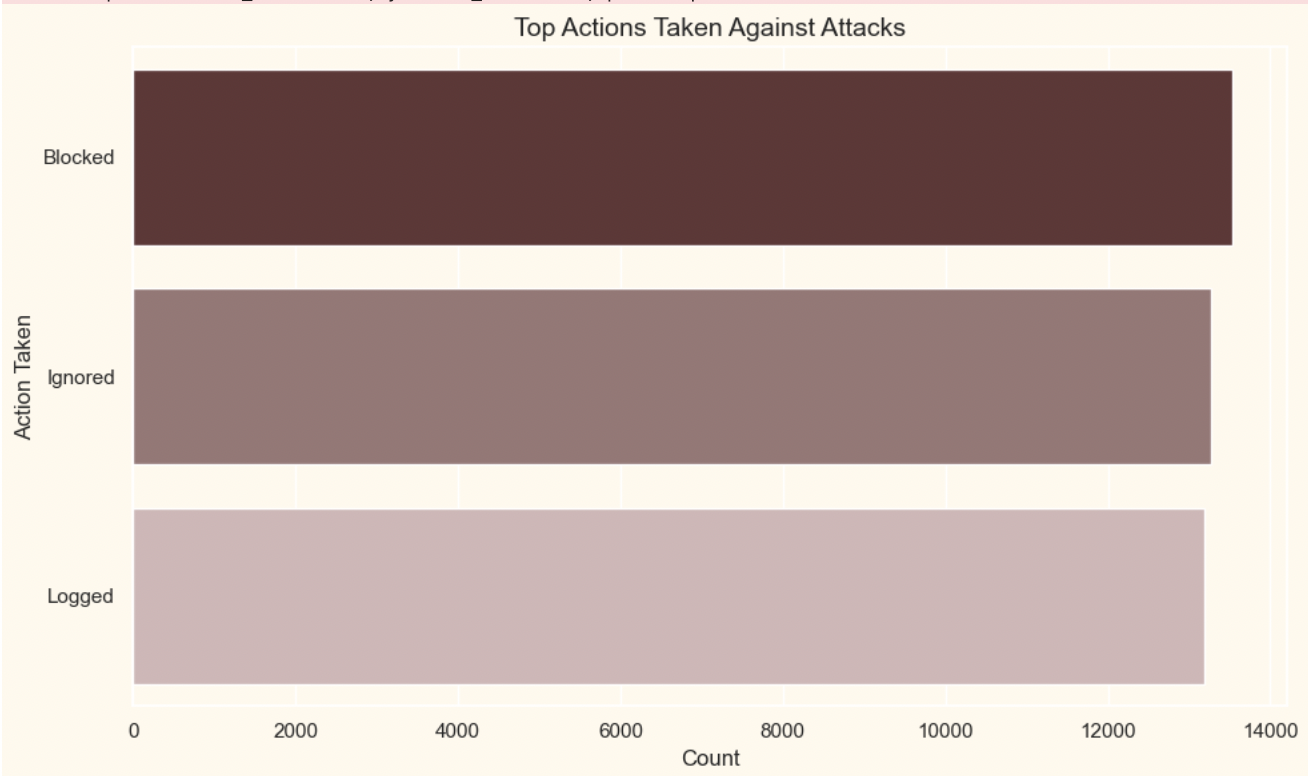 Top Actions Taken Against Attacks
Blocked
Ignored
Logged
Action Taken
0 2000 4000 6000 8000 10000 12000 14000
Count